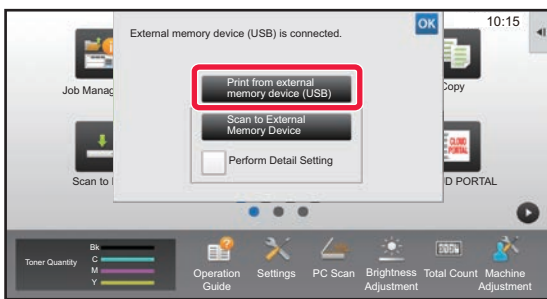 External memory device (USB) is connected.
OK
10:15
Print from external
memory device (USB)
Job Manag
Copy
Scan to External
Memory Device
CLOUD
PORTAL
Perform Detail Setting
Scan to
D PORTAL
Toner Quantity
Bk
C
M
Y
Operation
Guide
Settings
PC Scan
Brightness
Adjustment
Total Count
Machine
Adjustment